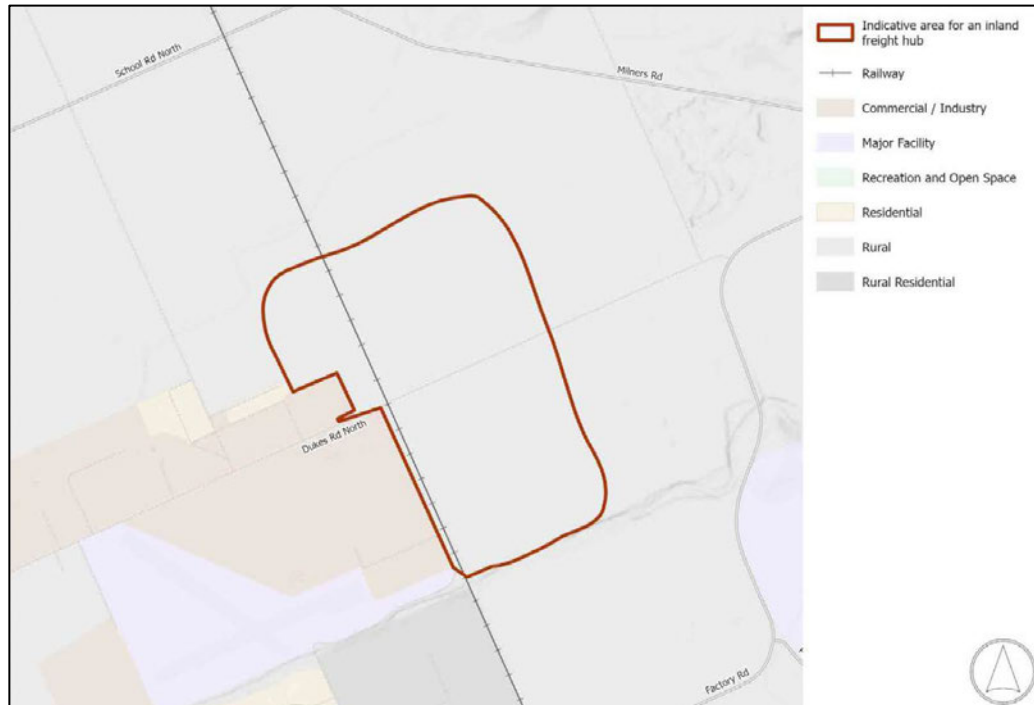 School Rd North
Milners Rd
Dukes Rd North
Factory Rd
Indicative area for an inland
freight hub
Railway
Commercial / Industry
Major Facility
Recreation and Open Space
Residential
Rural
Rural Residential